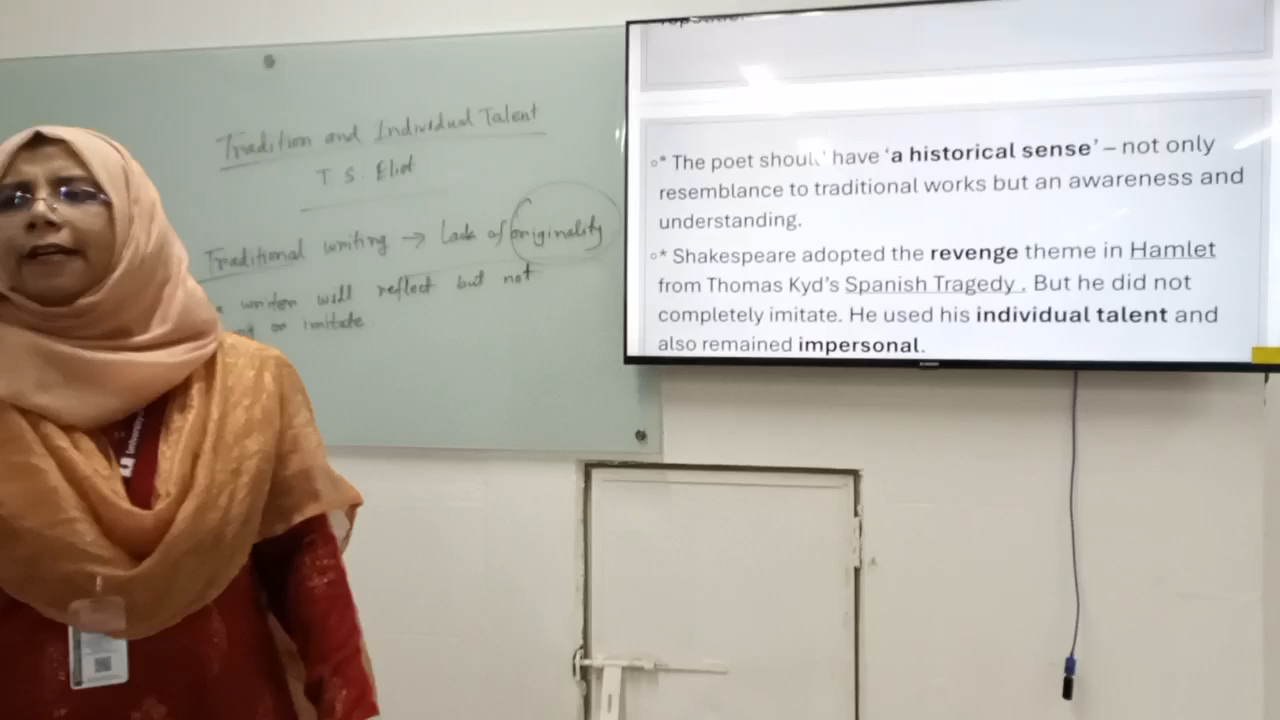 Tradition and Individual Talent
T. S. Eliot
Traditional writing → Lack of originality
writer will reflect but not
or imitate
◦* The poet should have ‘a historical sense’ – not only
resemblance to traditional works but an awareness and
understanding.
◦* Shakespeare adopted the revenge theme in Hamlet
from Thomas Kyd’s Spanish Tragedy . But he did not
completely imitate. He used his individual talent and
also remained impersonal.